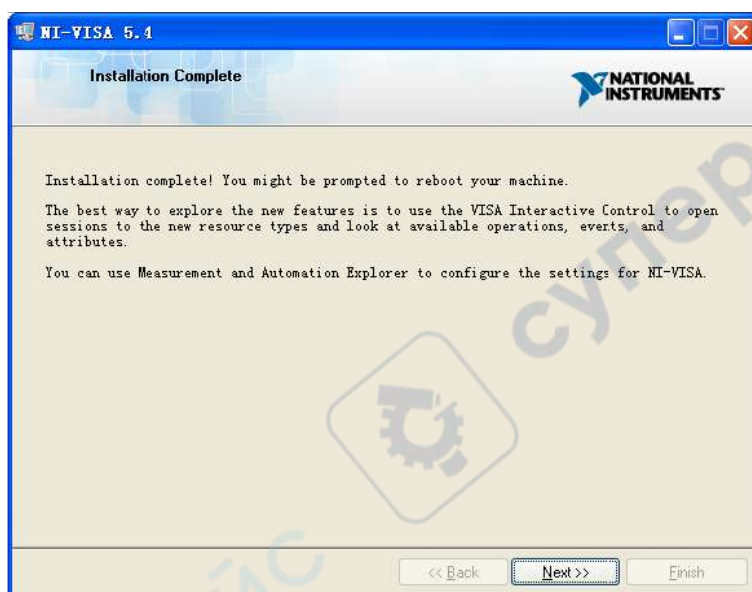 NI-VISA 5.4
Installation Complete
NATIONAL
INSTRUMENTS™
Installation complete! You might be prompted to reboot your machine.
The best way to explore the new features is to use the VISA Interactive Control to open
sessions to the new resource types and look at available operations, events, and
attributes.
You can use Measurement and Automation Explorer to configure the settings for NI-VISA.
супер
<< Back
Next >>
Finish